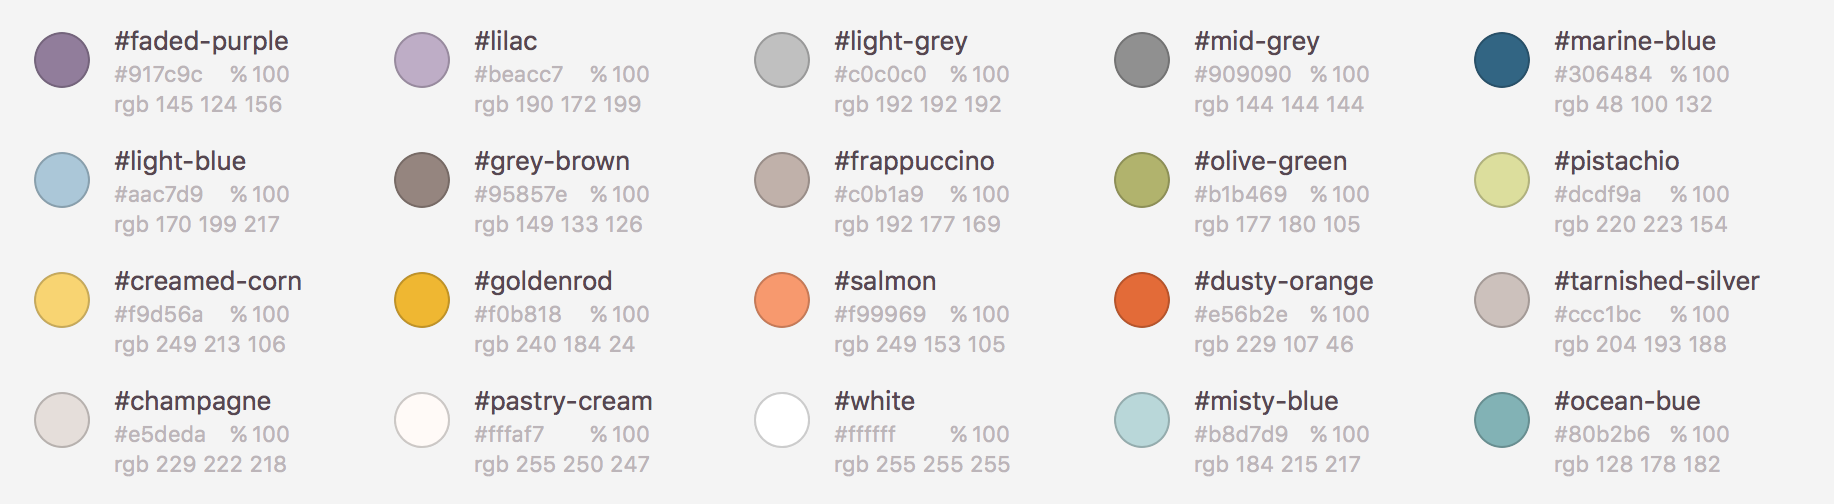 #faded-purple
#917c9c % 100
rgb 145 124 156
#lilac
#beacc7 % 100
rgb 190 172 199
#light-grey
#c0c0c0 % 100
rgb 192 192 192
#mid-grey
#909090 % 100
rgb 144 144 144
#marine-blue
#306484 % 100
rgb 48 100 132
#light-blue
#aac7d9 % 100
rgb 170 199 217
#grey-brown
#95857e % 100
rgb 149 133 126
#frappuccino
#c0b1a9 % 100
rgb 192 177 169
#olive-green
#b1b469 % 100
rgb 177 180 105
#pistachio
#dcdf9a % 100
rgb 220 223 154
#creamed-corn
#f9d56a % 100
rgb 249 213 106
#goldenrod
#f0b818 % 100
rgb 240 184 24
#salmon
#f99969 % 100
rgb 249 153 105
#dusty-orange
#e56b2e % 100
rgb 229 107 46
#tarnished-silver
#ccc1bc % 100
rgb 204 193 188
#champagne
#e5deda % 100
rgb 229 222 218
#pastry-cream
#fffaf7 % 100
rgb 255 250 247
#white
#ffffff % 100
rgb 255 255 255
#misty-blue
#b8d7d9 % 100
rgb 184 215 217
#ocean-bue
#80b2b6 % 100
rgb 128 178 182